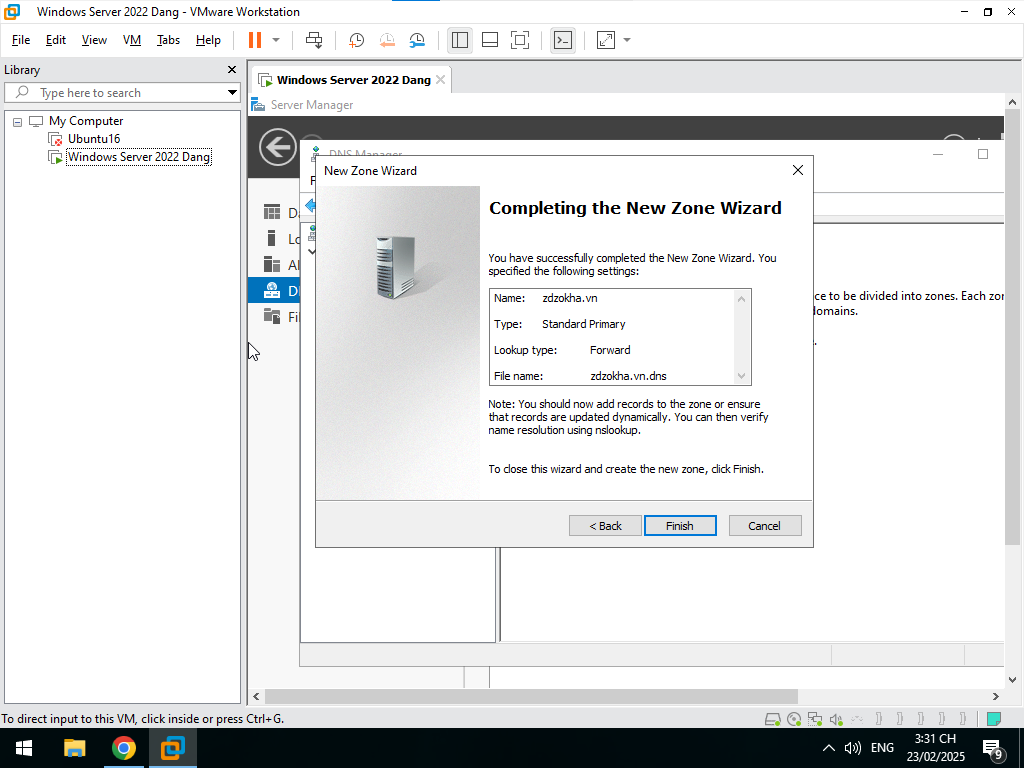 Windows Server 2022 Dang - VMware Workstation
File Edit View VM Tabs Help
Library
Type here to search
My Computer
Ubuntu16
Windows Server 2022 Dang
Windows Server 2022 Dang
Server Manager
DNS Manager
New Zone Wizard
Completing the New Zone Wizard
You have successfully completed the New Zone Wizard. You
specified the following settings:
Name: zdzokha.vn
Type: Standard Primary
Lookup type: Forward
File name: zdzokha.vn.dns
Note: You should now add records to the zone or ensure
that records are updated dynamically. You can then verify
name resolution using nslookup.
To close this wizard and create the new zone, click Finish.
< Back Finish Cancel
ce to be divided into zones. Each zor
domains.
To direct input to this VM, click inside or press Ctrl+G.
ENG
3:31 CH
23/02/2025
9